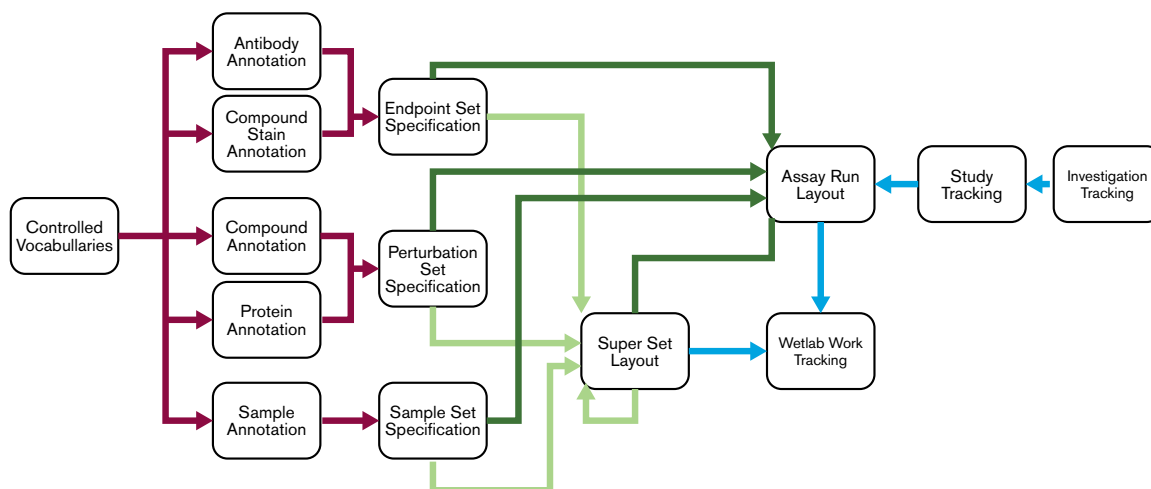 Antibody
Annotation
Compound
Stain
Annotation
Endpoint Set
Specification
Controlled
Vocabullaries
Compound
Annotation
Protein
Annotation
Perturbation
Set
Specification
Sample
Annotation
Sample Set
Specification
Super Set
Layout
Assay Run
Layout
Study
Tracking
Investigation
Tracking
Wetlab Work
Tracking